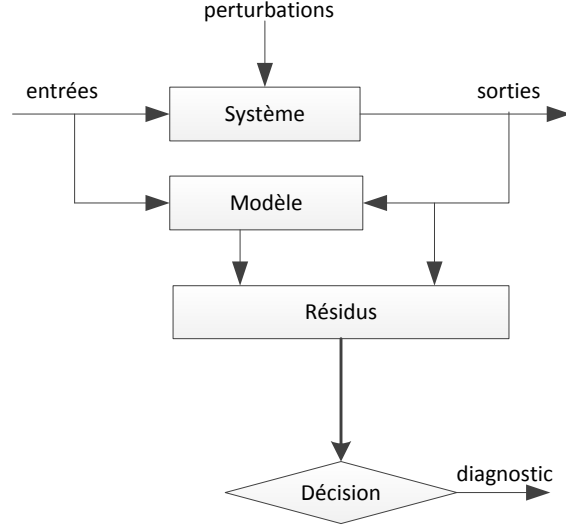 perturbations
entrées
sorties
Système
Modèle
Résidus
diagnostic
Décision